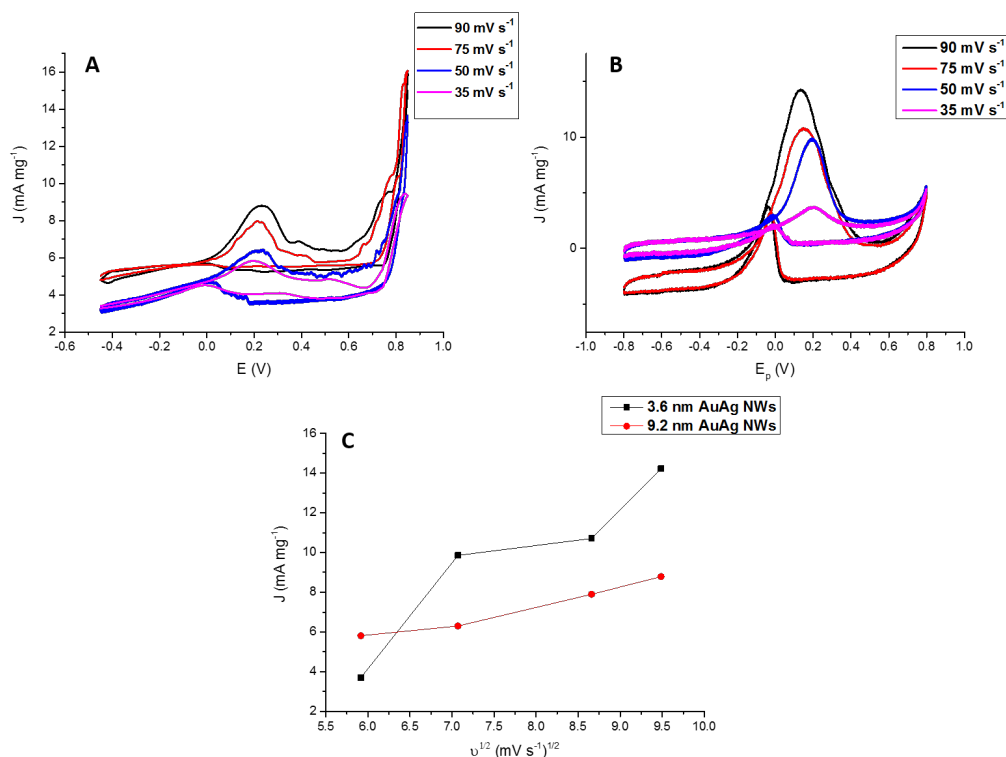 A
90 mV s⁻¹
75 mV s⁻¹
50 mV s⁻¹
35 mV s⁻¹
16
14
12
10
8
6
4
2
J (mA mg⁻¹)
-0.6 -0.4 -0.2 0.0 0.2 0.4 0.6 0.8 1.0
E (V)
B
90 mV s⁻¹
75 mV s⁻¹
50 mV s⁻¹
35 mV s⁻¹
10
0
J (mA mg⁻¹)
-1.0 -0.8 -0.6 -0.4 -0.2 0.0 0.2 0.4 0.6 0.8 1.0
Eₚ (V)
C
3.6 nm AuAg NWs
9.2 nm AuAg NWs
16
14
12
10
8
6
4
2
J (mA mg⁻¹)
5.5 6.0 6.5 7.0 7.5 8.0 8.5 9.0 9.5 10.0
υ¹ᐟ² (mV s⁻¹)¹ᐟ²